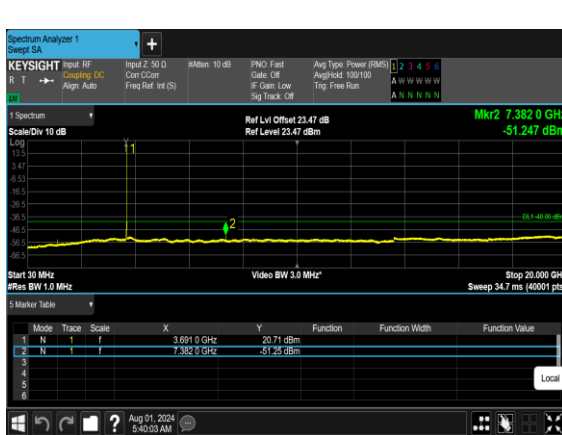 Spectrum Analyzer 1
Swept SA
+
KEYSIGHT Input: RF Input Z: 50 Ω #Atten: 10 dB PNO: Fast Avg Type: Power (RMS) 1 2 3 4 5 6
R T Coupling: DC Corr CCorr Gate: Off Avg|Hold: 100/100 A W W W W W
Align: Auto Freq Ref: Int (S) IF Gain: Low Trig: Free Run
Sig Track: Off A N N N N N
1 Spectrum Ref Lvl Offset 23.47 dB Mkr2 7.382 0 GHz
Scale/Div 10 dB Ref Level 23.47 dBm -51.247 dBm
Log
13.5
3.47
-6.53
-16.5
-26.5
-36.5
-46.5
-56.5
-66.5
1
2
DL1 -40.00 dBm
Start 30 MHz Video BW 3.0 MHz* Stop 20.000 GHz
#Res BW 1.0 MHz Sweep 34.7 ms (40001 pts)
5 Marker Table
Mode Trace Scale X Y Function Function Width Function Value
1 N 1 f 3.691 0 GHz 20.71 dBm
2 N 1 f 7.382 0 GHz -51.25 dBm
3
4
5
6
Local
? Aug 01, 2024
5:40:03 AM